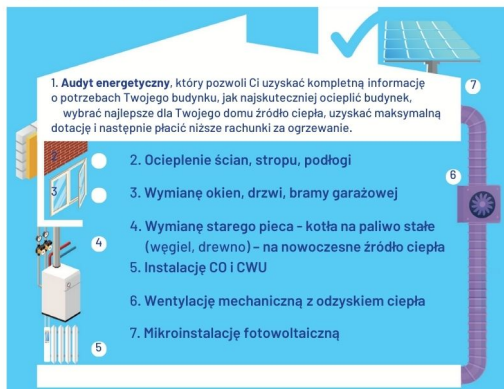 1. Audyt energetyczny, który pozwoli Ci uzyskać kompletną informację
o potrzebach Twojego budynku, jak najskuteczniej ocieplić budynek,
wybrać najlepsze dla Twojego domu źródło ciepła, uzyskać maksymalną
dotację i następnie płacić niższe rachunki za ogrzewanie.
7
2
2. Ocieplenie ścian, stropu, podłogi
6
3
3. Wymianę okien, drzwi, bramy garażowej
4. Wymianę starego pieca - kotła na paliwo stałe
4
(węgiel, drewno) – na nowoczesne źródło ciepła
5. Instalację CO i CWU
6. Wentylację mechaniczną z odzyskiem ciepła
7. Mikroinstalację fotowoltaiczną
5